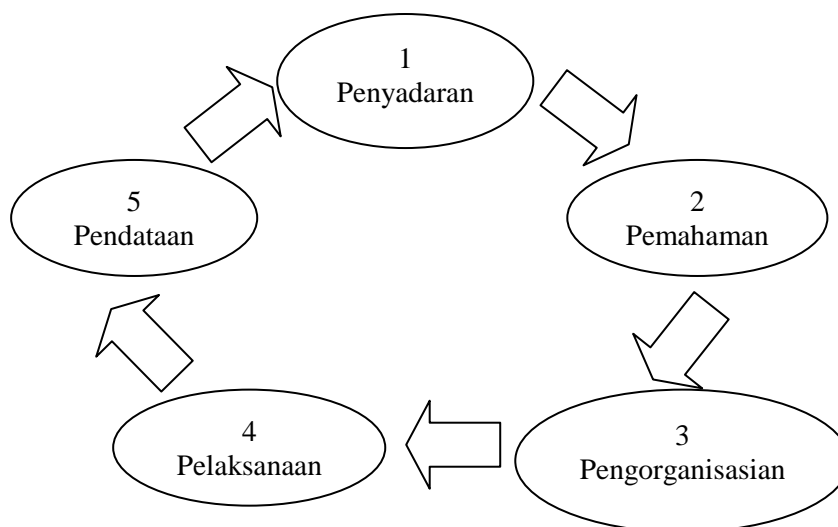 1
Penyadaran
2
Pemahaman
3
Pengorganisasian
4
Pelaksanaan
5
Pendataan